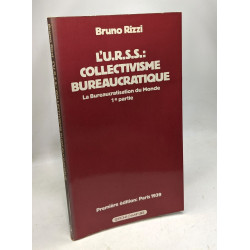 Bruno Rizzi
L'U.R.S.S.:
COLLECTIVISME
BUREAUCRATIQUE
La Bureaucratisation du Monde
1re partie
Première édition: Paris 1939